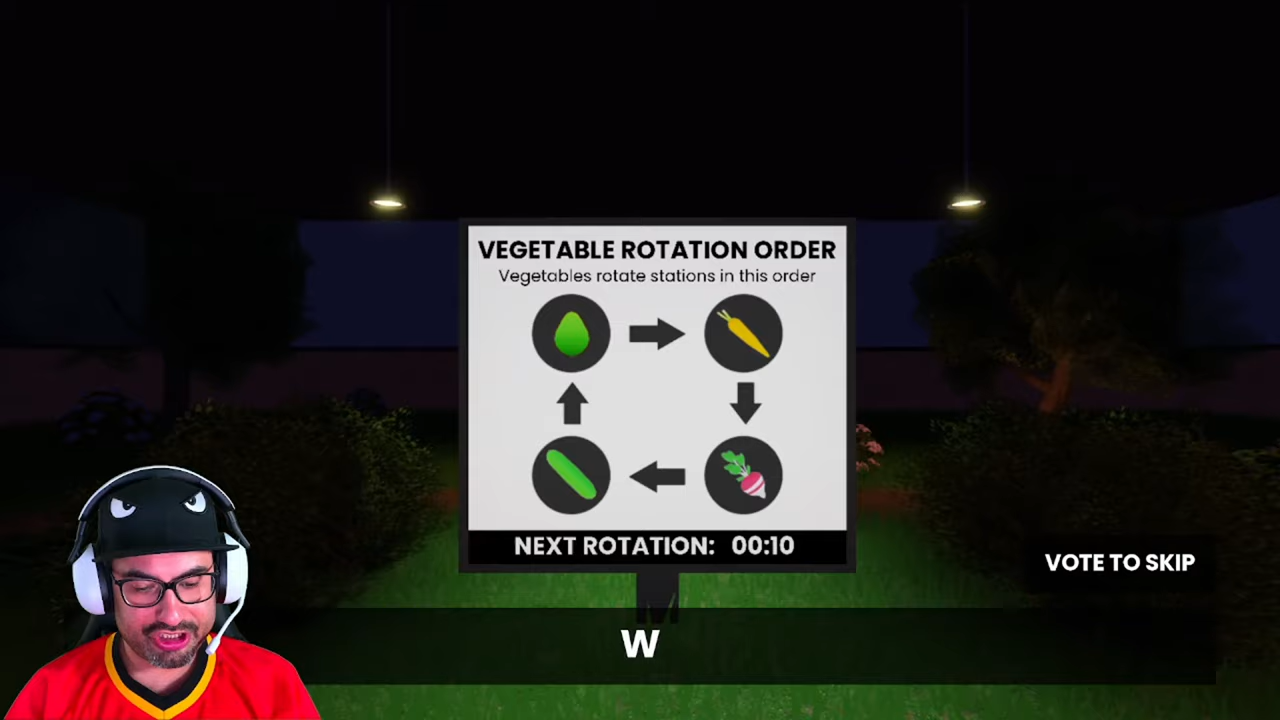 VEGETABLE ROTATION ORDER
Vegetables rotate stations in this order
NEXT ROTATION: 00:10
VOTE TO SKIP
W